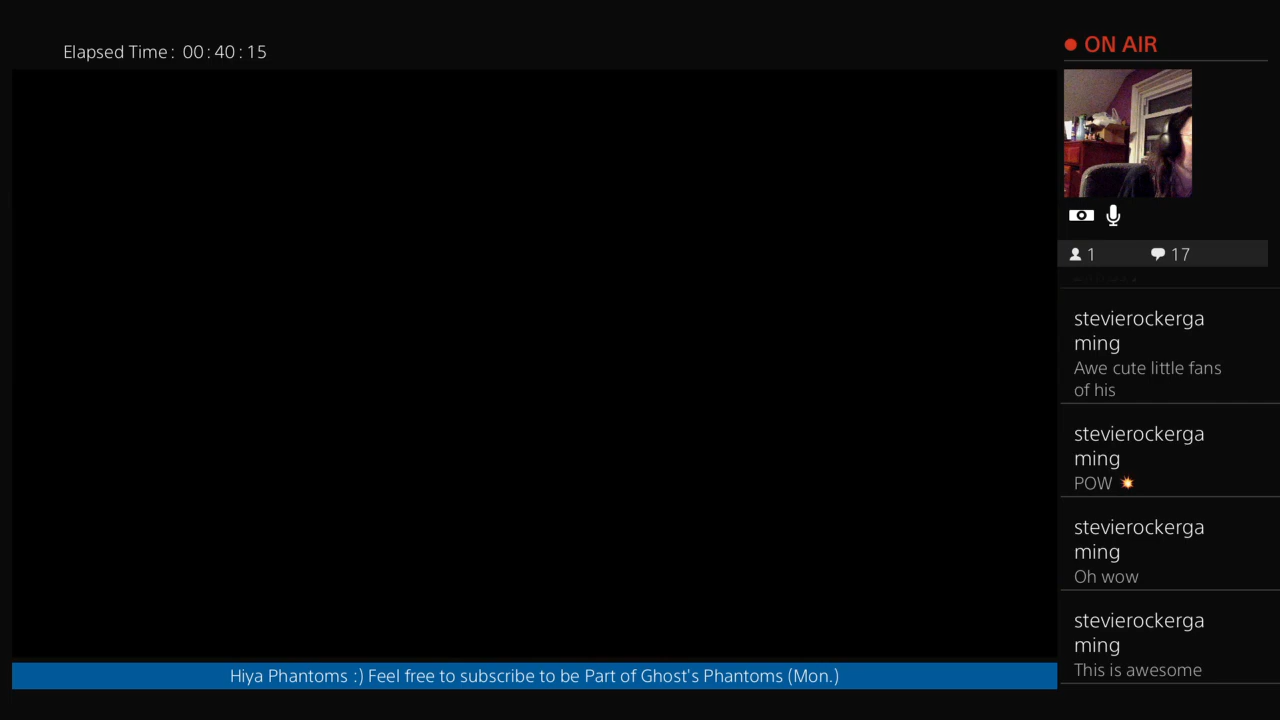 Elapsed Time: 00:40:15
ON AIR
1 17
stevierockerga
ming
Awe cute little fans
of his
stevierockerga
ming
POW 💥
stevierockerga
ming
Oh wow
stevierockerga
ming
This is awesome
Hiya Phantoms :) Feel free to subscribe to be Part of Ghost's Phantoms (Mon.)